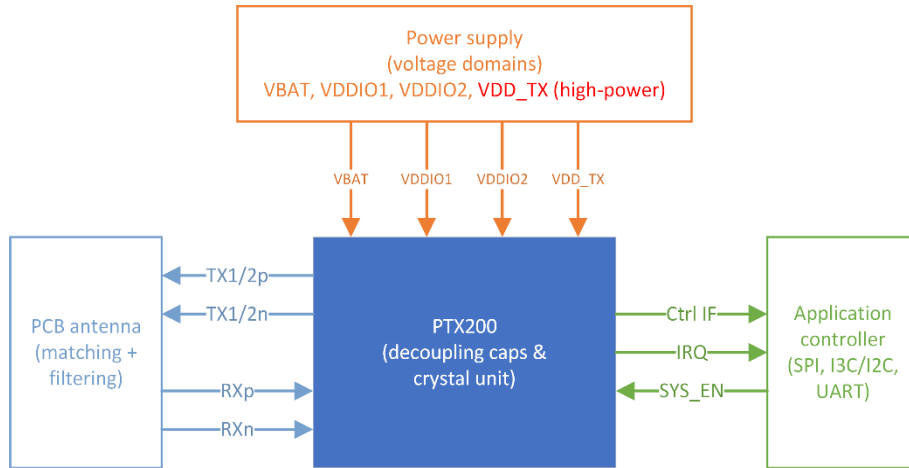 Power supply
(voltage domains)
VBAT, VDDIO1, VDDIO2, VDD_TX (high-power)
VBAT
VDDIO1
VDDIO2
VDD_TX
PCB antenna
(matching +
filtering)
TX1/2p
TX1/2n
RXp
RXn
PTX200
(decoupling caps &
crystal unit)
Ctrl IF
IRQ
SYS_EN
Application
controller
(SPI, I3C/I2C,
UART)